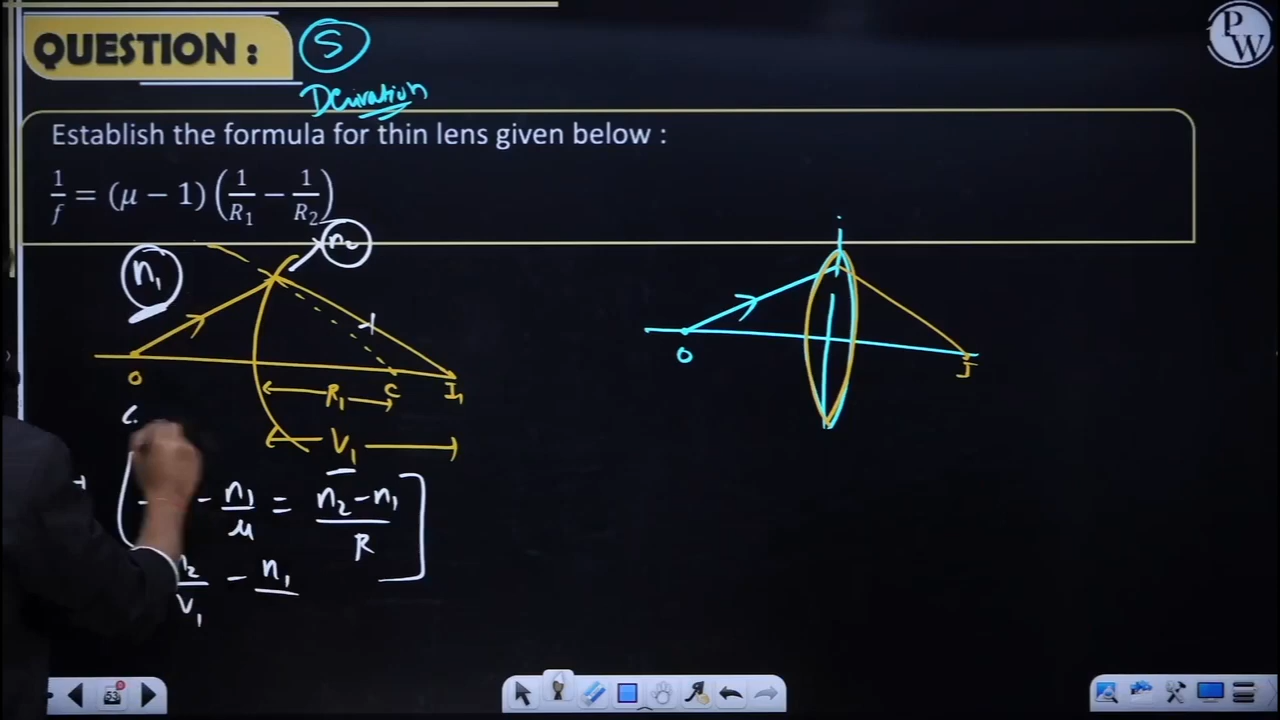 QUESTION :
S
PW
Derivation
Establish the formula for thin lens given below :
1/f = (μ − 1) (1/R₁ − 1/R₂)
n₁
n₂
O
C
I₁
R₁
V₁
O
I
- n₁/u = n₂-n₁/R
n₂/V₁ - n₁
53